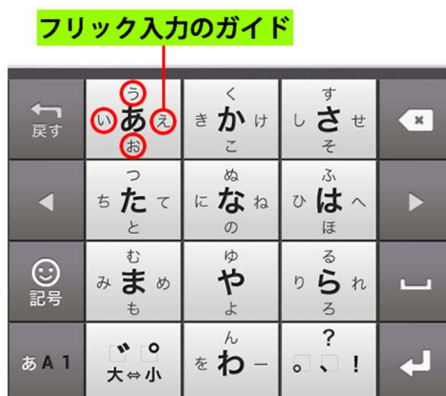 フリック入力のガイド
う く す
戻す い あ え き か け し さ せ
お こ そ
つ ぬ ふ
ち た て に な ね ひ は へ
と の ほ
む ゆ る
記号 み ま め や り ら れ
も よ ろ
ん ?
あA1 ゛゜ を わ ー 。、!
大⇔小